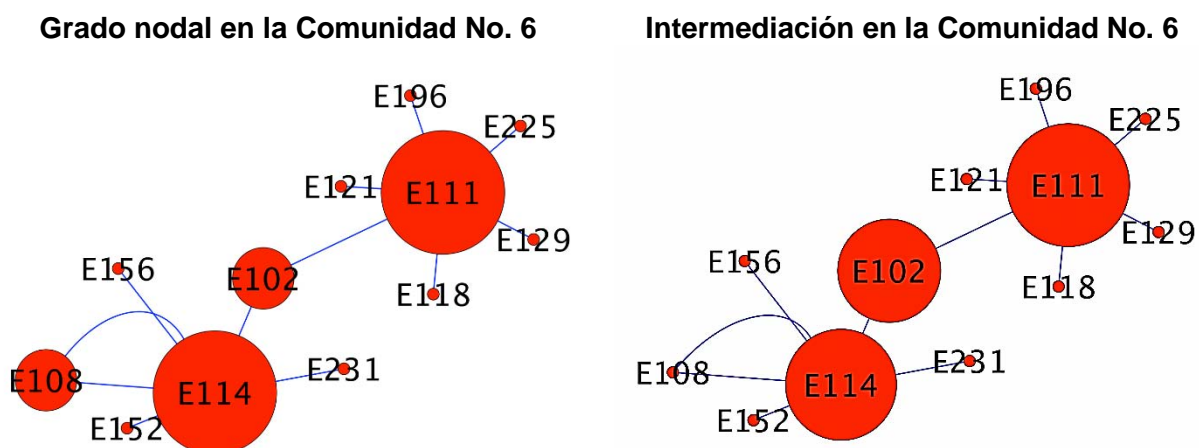 Grado nodal en la Comunidad No. 6
E196
E225
E121
E111
E129
E156
E102
E118
E108
E114
E231
E152
Intermediación en la Comunidad No. 6
E196
E225
E121
E111
E129
E156
E102
E118
E108
E114
E231
E152